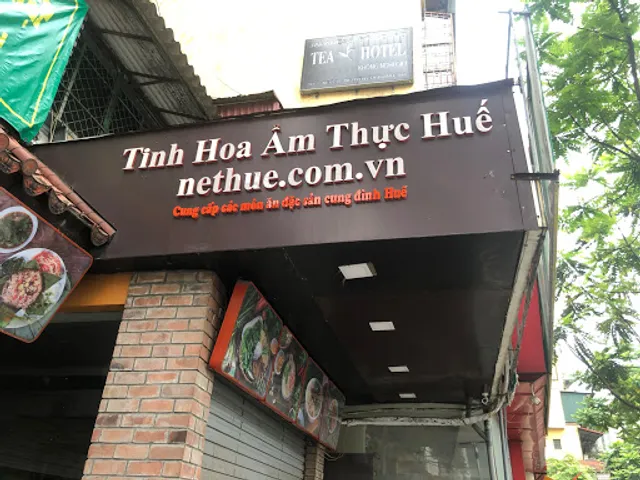 TEA HOTEL
Tinh Hoa Âm Thực Huế
nethue.com.vn
Cung cấp các món ăn đặc sản cung đình Huế